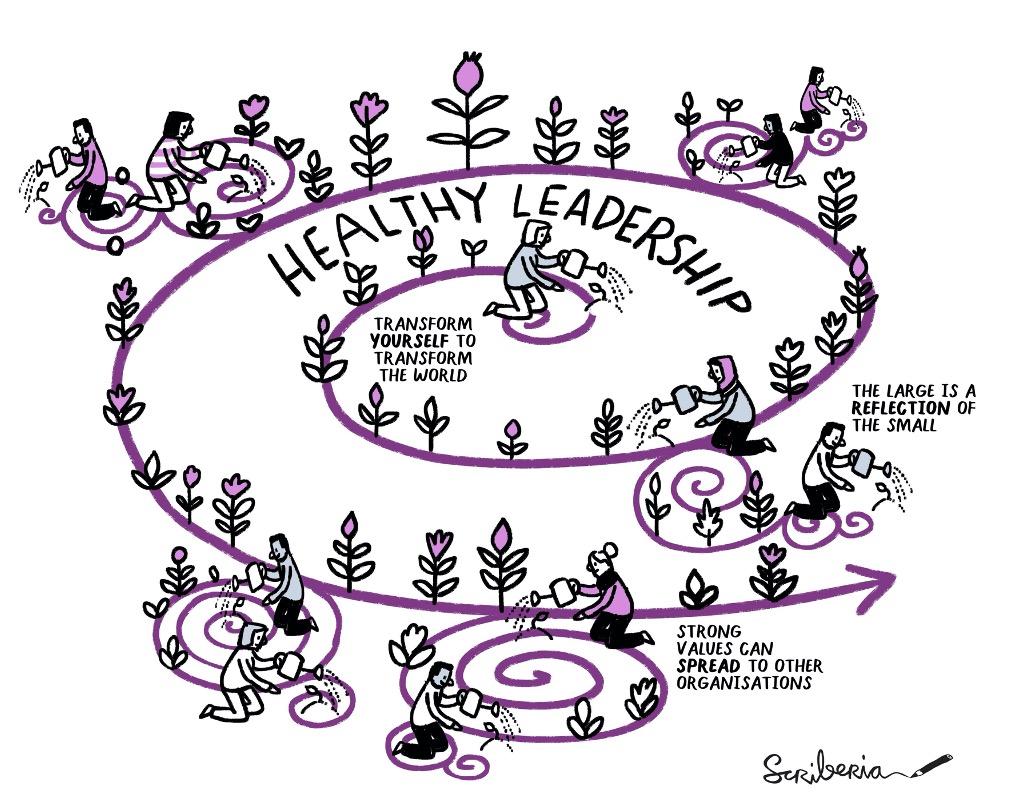 HEALTHY LEADERSHIP
TRANSFORM
YOURSELF TO
TRANSFORM
THE WORLD
THE LARGE IS A
REFLECTION OF
THE SMALL
STRONG
VALUES CAN
SPREAD TO OTHER
ORGANISATIONS
Scriberia